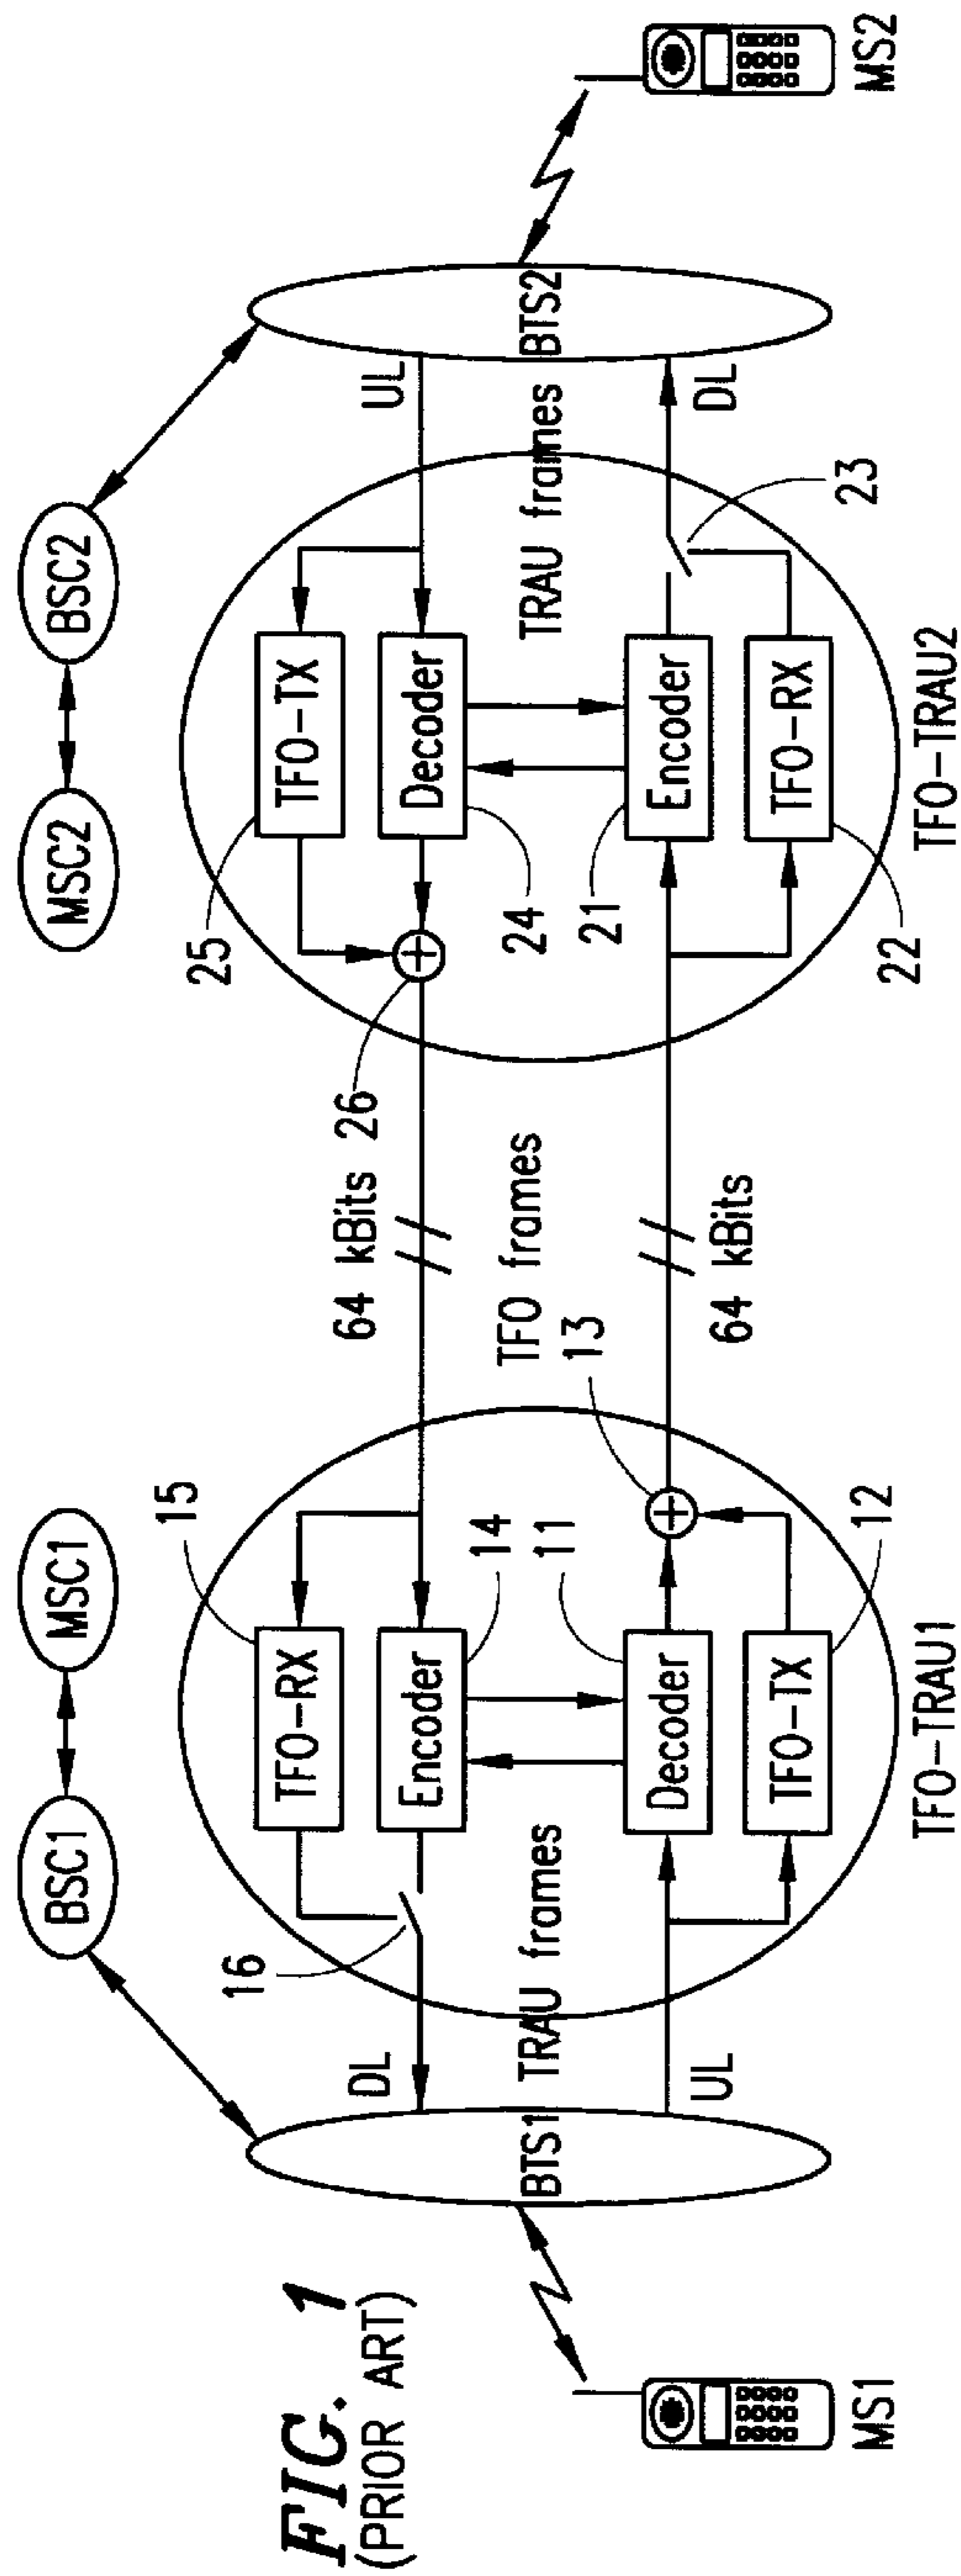 FIG. 1
(PRIOR ART)
BSC1
MSC1
MSC2
BSC2
15
TFO-RX
16
Encoder
14
DL
BTS1
TRAU frames
UL
11
Decoder
13
TFO-TX
12
TFO-TRAU1
MS1
64 kBits
TFO frames
64 kBits
25
TFO-TX
26
Decoder
24
UL
TRAU frames
BTS2
21
Encoder
DL
23
TFO-RX
22
TFO-TRAU2
MS2